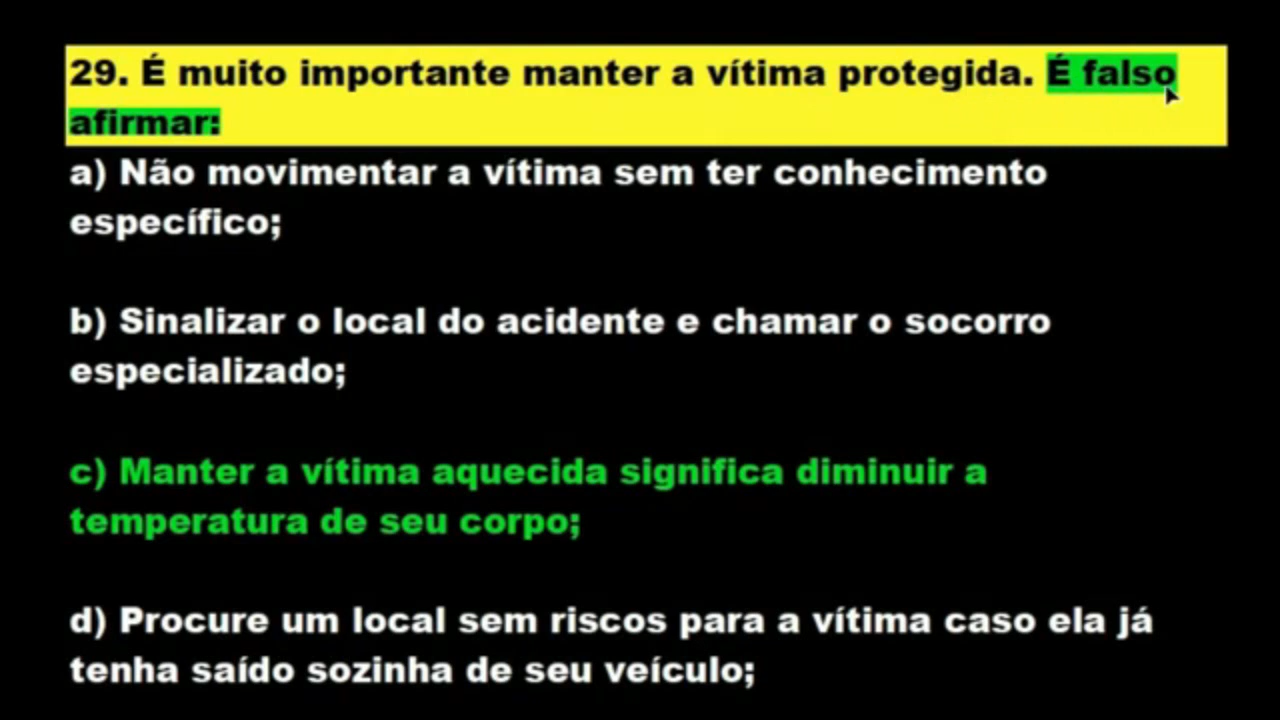 29. É muito importante manter a vítima protegida. É falso
afirmar:
a) Não movimentar a vítima sem ter conhecimento
específico;
b) Sinalizar o local do acidente e chamar o socorro
especializado;
c) Manter a vítima aquecida significa diminuir a
temperatura de seu corpo;
d) Procure um local sem riscos para a vítima caso ela já
tenha saído sozinha de seu veículo;